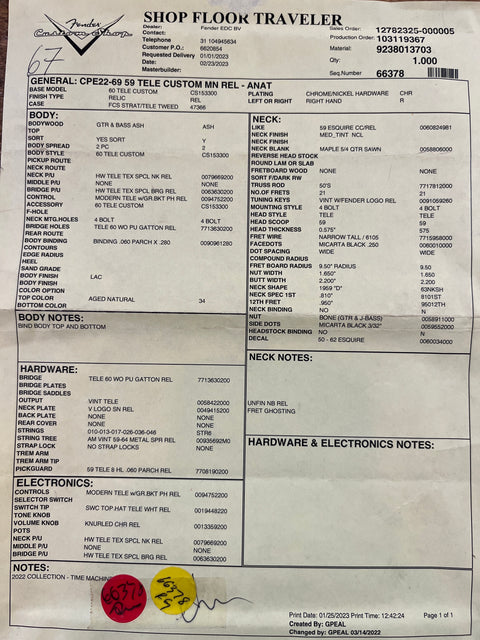 Fender
Custom Shop
67
SHOP FLOOR TRAVELER
Dealer: Fender EDC BV
Contact:
Telephone: 31 104945634
Customer P.O.: 6620854
Requested Delivery 01/01/2023
Date: 02/23/2023
Masterbuilder:
Sales Order: 12782325-000005
Production Order: 103119367
Material: 9238013703
Qty: 1.000
Seq.Number 66378
GENERAL: CPE22-69 59 TELE CUSTOM MN REL - ANAT
BASE MODEL 60 TELE CUSTOM CS153300
FINISH TYPE RELIC REL
CASE FCS STRAT/TELE TWEED 47366
PLATING CHROME/NICKEL HARDWARE CHR
LEFT OR RIGHT RIGHT HAND R
BODY:
BODYWOOD GTR & BASS ASH ASH
TOP
SORT YES SORT Y
BODY SPREAD 2 PC 2
BODY STYLE 60 TELE CUSTOM CS153300
PICKUP ROUTE
NECK ROUTE
NECK P/U HW TELE TEX SPCL NK REL 0079669200
MIDDLE P/U NONE NONE
BRIDGE P/U HW TELE TEX SPCL BRG REL 0063630200
CONTROL MODERN TELE w/GR.BKT PH REL 0094752200
ACCESSORY 60 TELE CUSTOM CS153300
F-HOLE
NECK MTG.HOLES 4 BOLT 4 BOLT
BRIDGE HOLES TELE 60 WO PU GATTON REL 7713630200
REAR ROUTE
BODY BINDING BINDING .060 PARCH X .280 0090961280
CONTOURS
EDGE RADIUS
HEEL
SAND GRADE
BODY FINISH LAC
BODY FINISH
COLOR OPTION
TOP COLOR AGED NATURAL 34
BOTTOM COLOR
BODY NOTES:
BIND BODY TOP AND BOTTOM
HARDWARE:
BRIDGE TELE 60 WO PU GATTON REL 7713630200
BRIDGE PLATES
BRIDGE SADDLES
OUTPUT VINT TELE 0058422000
NECK PLATE V LOGO SN REL 0049415200
BACK PLATE NONE NONE
REAR COVER NONE NONE
STRINGS 010-013-017-026-036-046 STR6
STRING TREE AM VINT 59-64 METAL SPR REL 00935692M0
STRAP LOCK NO STRAP LOCKS NONE
TREM ARM
TREM ARM TIP
PICKGUARD 59 TELE 8 HL .060 PARCH REL 7708190200
ELECTRONICS:
CONTROLS MODERN TELE w/GR.BKT PH REL 0094752200
SELECTOR SWITCH
SWITCH TIP SWC TOP.HAT TELE WHT REL 0019448220
TONE KNOB
VOLUME KNOB KNURLED CHR REL 0013359200
POTS
NECK P/U HW TELE TEX SPCL NK REL 0079669200
MIDDLE P/U NONE NONE
BRIDGE P/U HW TELE TEX SPCL BRG REL 0063630200
NECK:
LIKE 59 ESQUIRE CC/REL 0060824981
NECK FINISH MED_TINT NCL
NECK FINISH
NECK BLANK MAPLE 5/4 QTR SAWN 0058806000
REVERSE HEAD STOCK
ROUND LAM OR SLAB
FRETBOARD WOOD NONE NONE
SORT F/DARK RW
TRUSS ROD 50'S 7717812000
NO.OF FRETS 21 21
TUNING KEYS VINT W/FENDER LOGO REL 0091059260
MOUNTING STYLE 4 BOLT 4 BOLT
HEAD STYLE TELE TELE
HEAD SCOOP 59 59
HEAD THICKNESS 0.575" 575
FRET WIRE NARROW TALL / 6105 7715958000
FACEDOTS MICARTA BLACK .250 0060010000
DOT SPACING WIDE WIDE
COMPOUND RADIUS
FRET BOARD RADIUS 9.50" RADIUS 9.50
NUT WIDTH 1.650" 1.650
BUTT WIDTH 2.200" 2.200
NECK SHAPE 1959 "D" 63NKSH
NECK SPEC 1ST .810" 8101ST
12TH FRET .950" 95012TH
NECK BINDING NO N
NUT BONE (GTR & J-BASS) 0058911000
SIDE DOTS MICARTA BLACK 3/32" 0059552000
HEADSTOCK BINDING NO N
DECAL 50 - 62 ESQUIRE 0060034000
NECK NOTES:
UNFIN NB REL
FRET GHOSTING
HARDWARE & ELECTRONICS NOTES:
NOTES:
2022 COLLECTION - TIME MACHIN
66378
66378
Print Date: 01/25/2023 Print Time: 12:42:24 Page 1 of 1
Created By: GPEAL
Changed by: GPEAL 03/14/2022